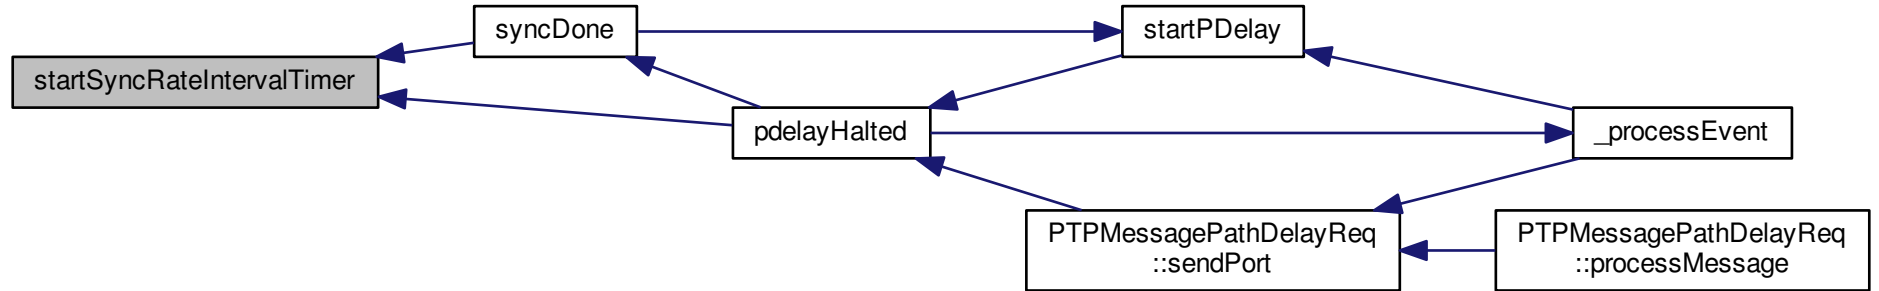 syncDone
startPDelay
startSyncRateIntervalTimer
pdelayHalted
_processEvent
PTPMessagePathDelayReq
::sendPort
PTPMessagePathDelayReq
::processMessage